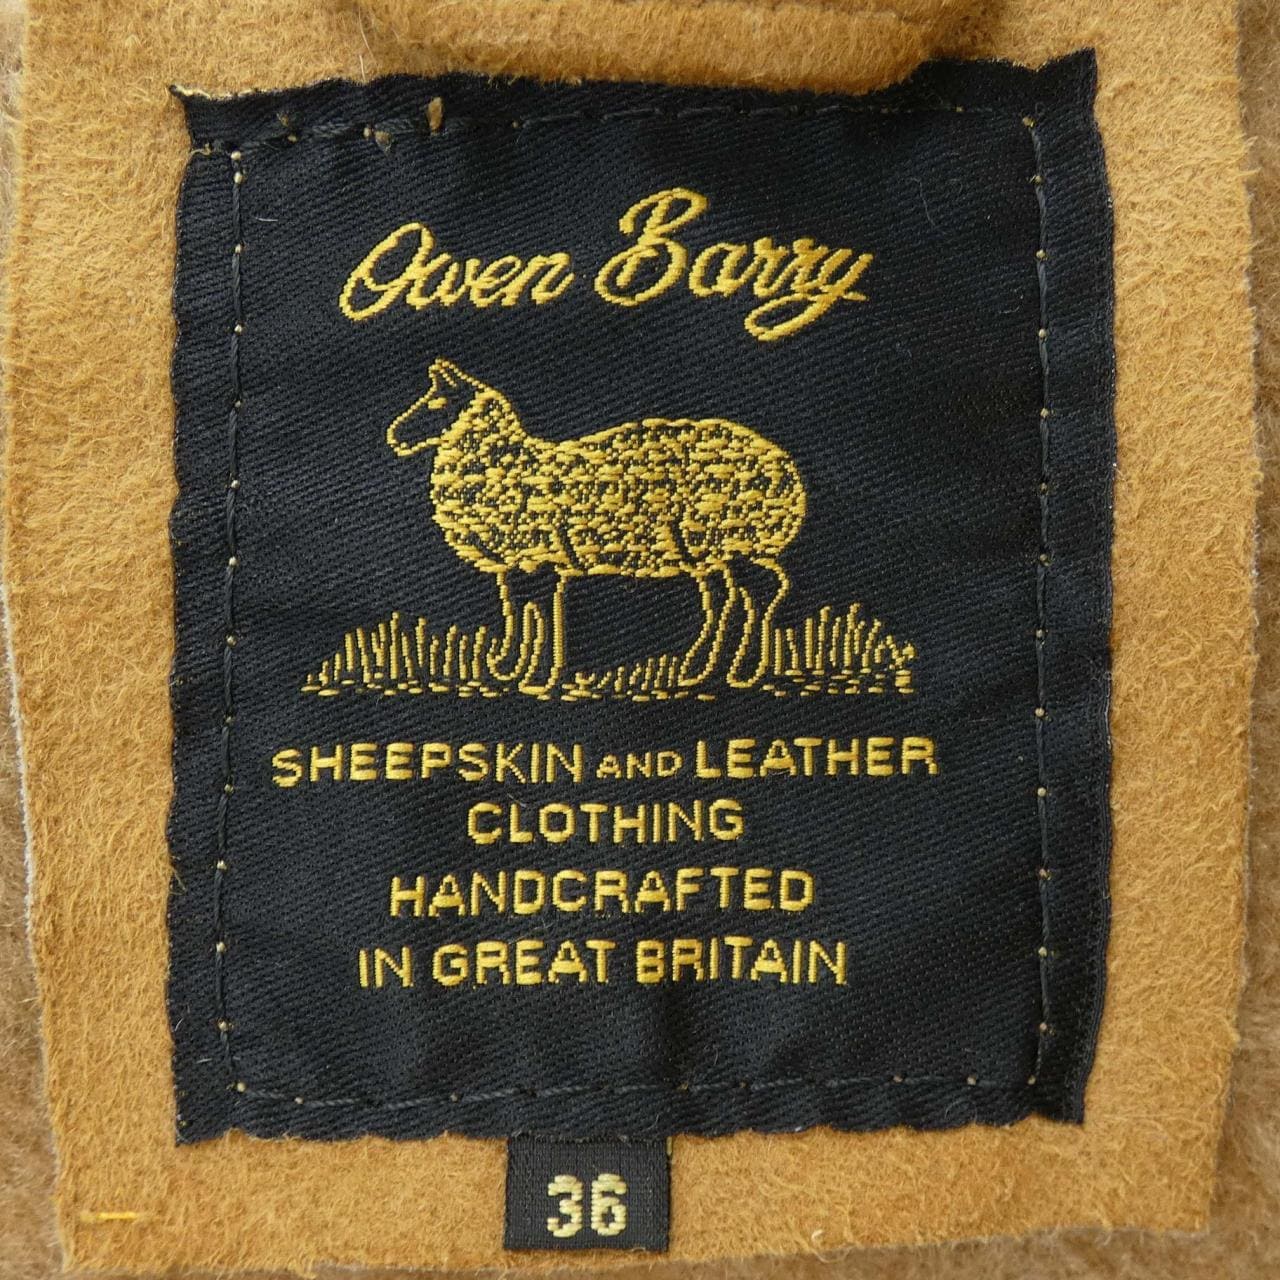 Owen Barry
SHEEPSKIN AND LEATHER
CLOTHING
HANDCRAFTED
IN GREAT BRITAIN
36